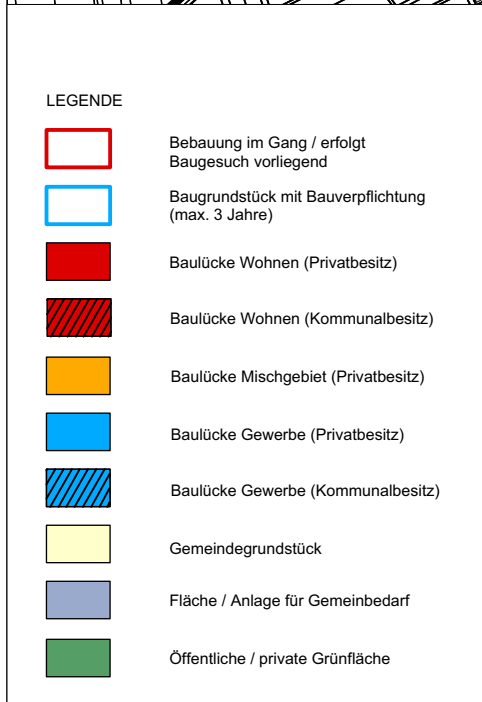 LEGENDE
Bebauung im Gang / erfolgt
Baugesuch vorliegend
Baugrundstück mit Bauverpflichtung
(max. 3 Jahre)
Baulücke Wohnen (Privatbesitz)
Baulücke Wohnen (Kommunalbesitz)
Baulücke Mischgebiet (Privatbesitz)
Baulücke Gewerbe (Privatbesitz)
Baulücke Gewerbe (Kommunalbesitz)
Gemeindegrundstück
Fläche / Anlage für Gemeinbedarf
Öffentliche / private Grünfläche